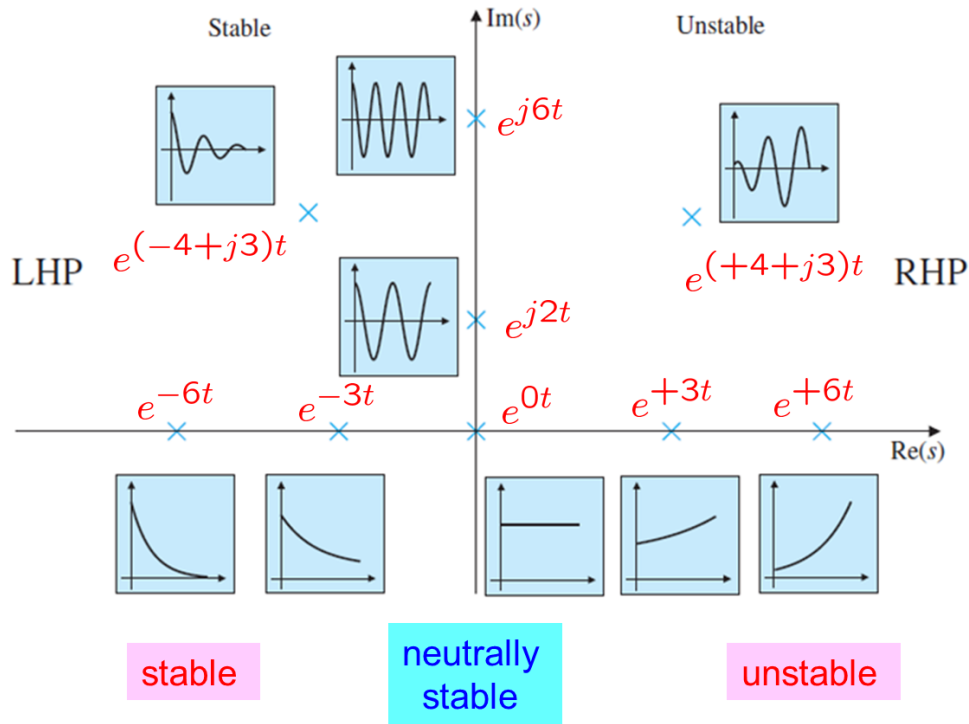 Stable
Im(s)
Unstable
e^{j6t}
e^{(-4+j3)t}
e^{(+4+j3)t}
LHP
RHP
e^{j2t}
e^{-6t}
e^{-3t}
e^{0t}
e^{+3t}
e^{+6t}
Re(s)
stable
neutrally
stable
unstable